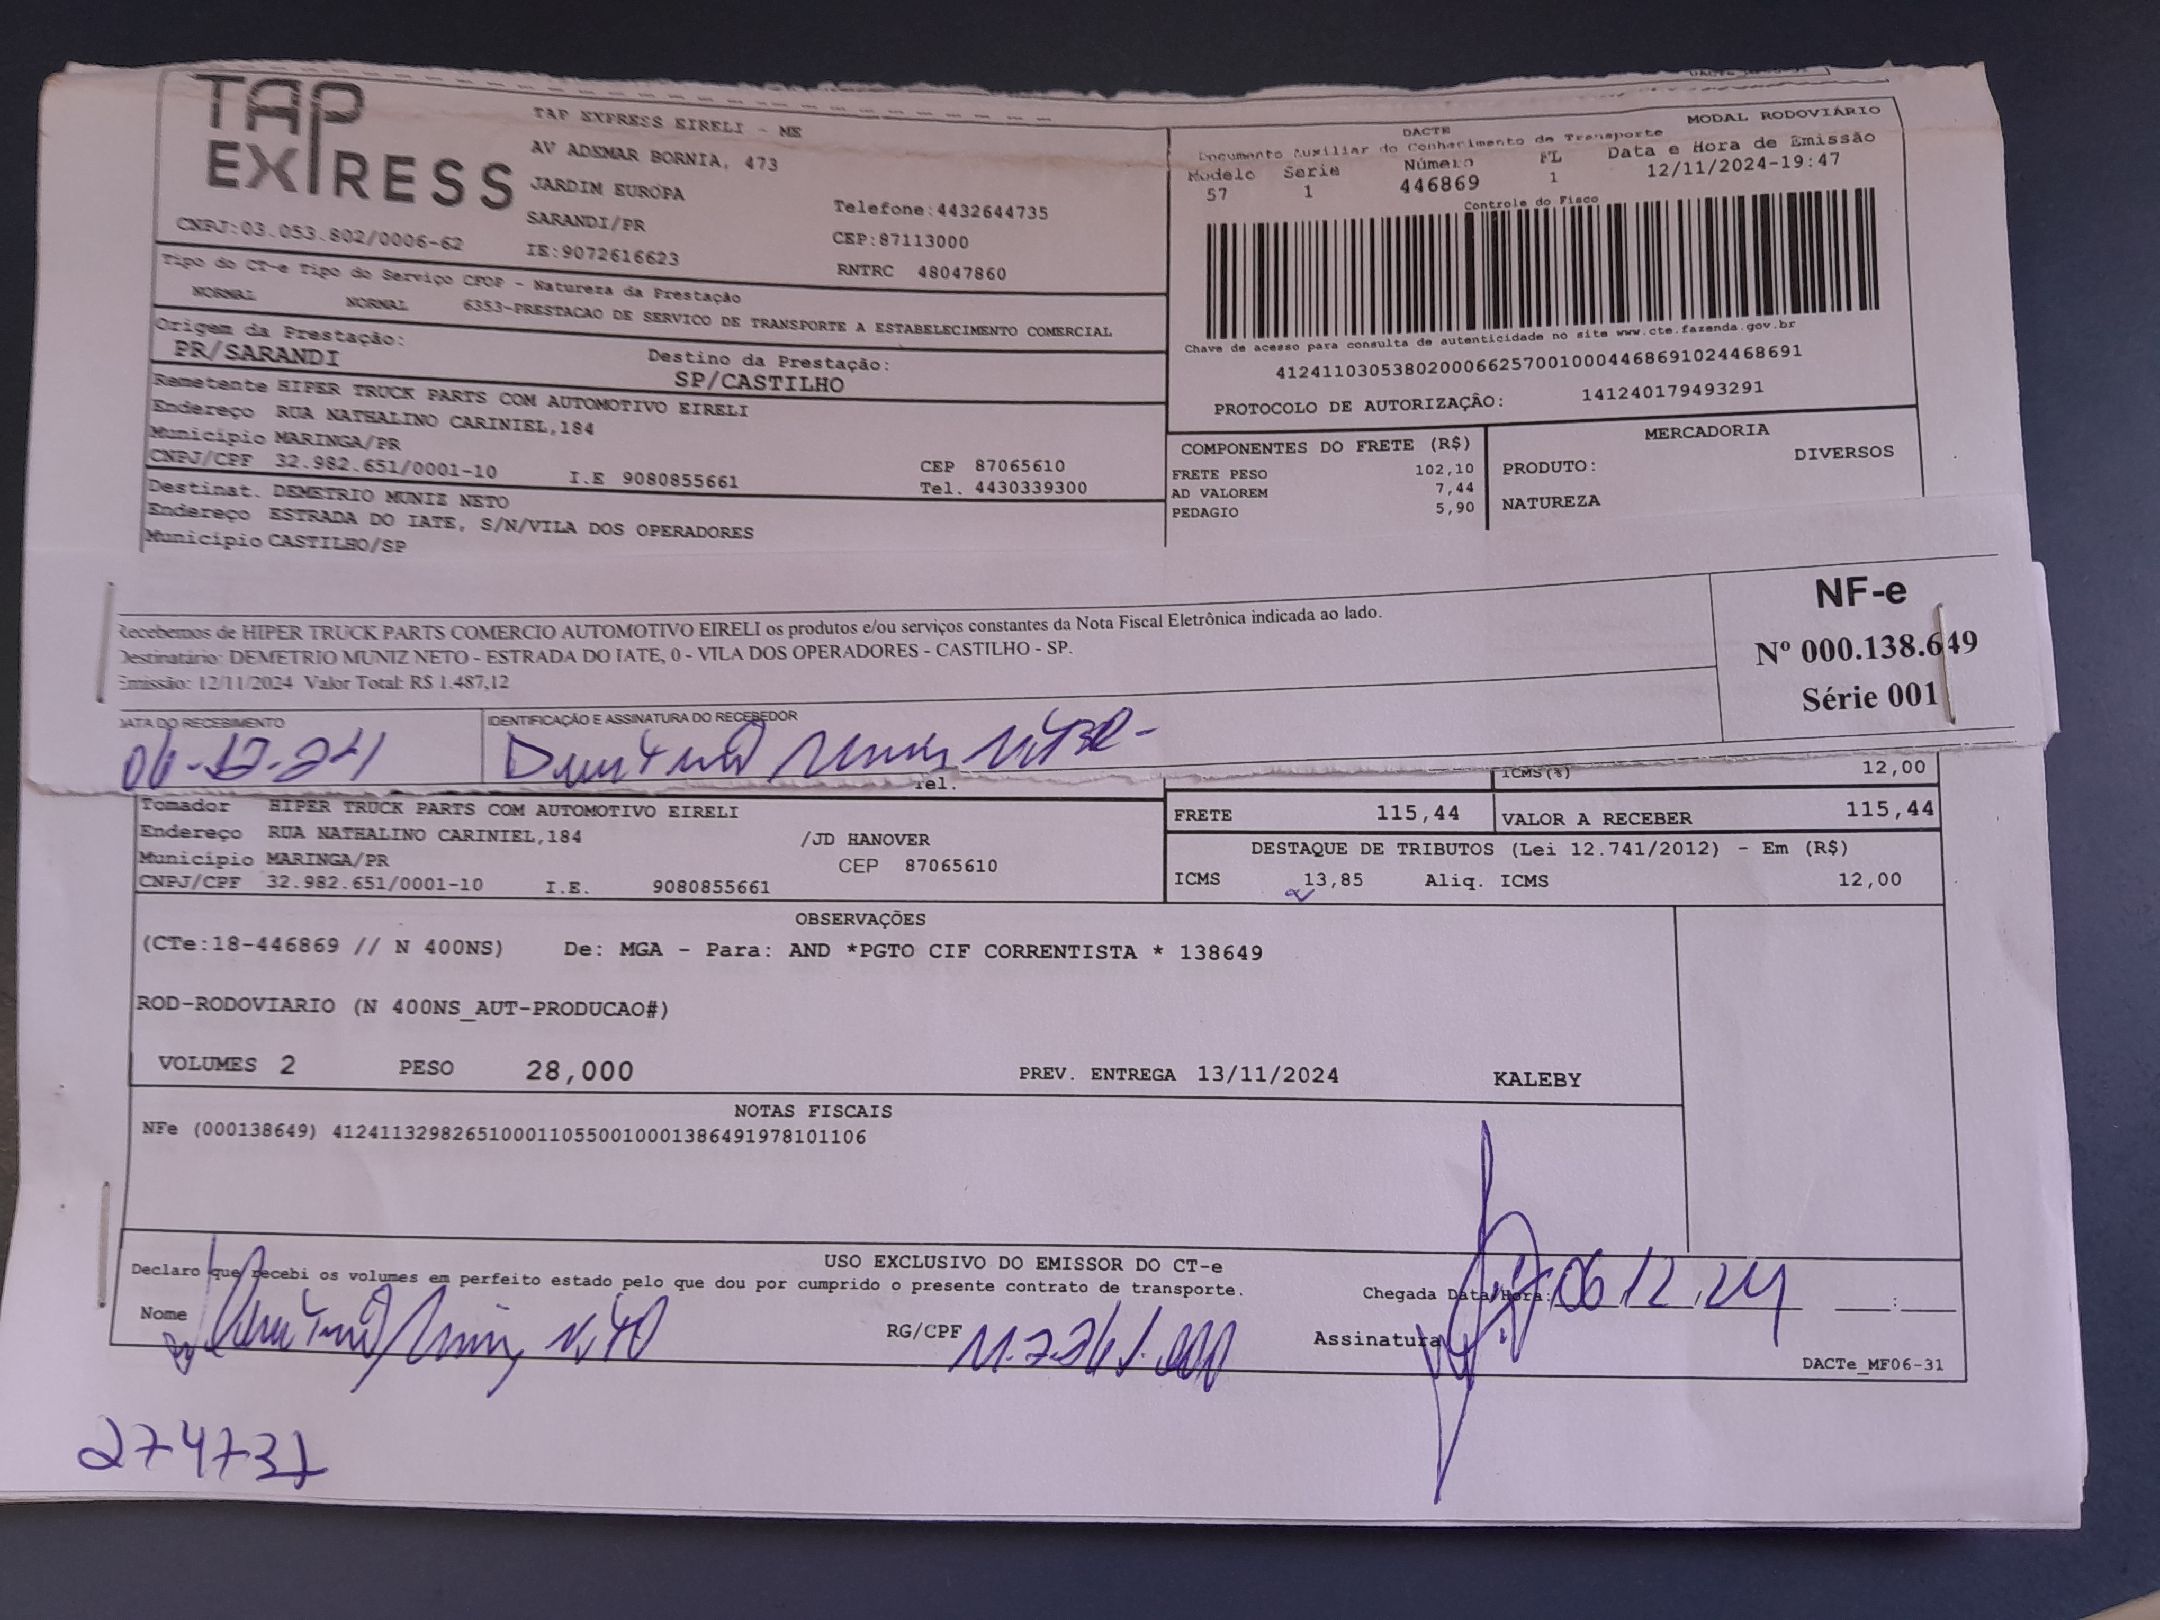 TAP EXPRESS
TAP EXPRESS EIRELI - ME
AV ADEMAR BORNIA, 473
JARDIM EUROPA
SARANDI/PR
IE:9072616623
Telefone:4432644735
CEP:87113000
RNTRC 48047860
CNPJ:03.053.802/0006-62
Tipo do CT-e Tipo do Serviço CFOP - Natureza da Prestação
NORMAL NORMAL 6353-PRESTACAO DE SERVICO DE TRANSPORTE A ESTABELECIMENTO COMERCIAL
Origem da Prestação: Destino da Prestação:
PR/SARANDI SP/CASTILHO
Remetente HIPER TRUCK PARTS COM AUTOMOTIVO EIRELI
Endereço RUA NATHALINO CARINIEL,184
Município MARINGA/PR CEP 87065610
CNPJ/CPF 32.982.651/0001-10 I.E 9080855661 Tel. 4430339300
Destinat. DEMETRIO MUNIZ NETO
Endereço ESTRADA DO IATE, S/N/VILA DOS OPERADORES
Município CASTILHO/SP
MODAL RODOVIÁRIO
DACTE
Documento Auxiliar do Conhecimento de Transporte
Modelo Serie Número FL Data e Hora de Emissão
57 1 446869 1 12/11/2024-19:47
Controle do Fisco
Chave de acesso para consulta de autenticidade no site www.cte.fazenda.gov.br
41241103053802000662570010004468691024468691
PROTOCOLO DE AUTORIZAÇÃO: 141240179493291
COMPONENTES DO FRETE (R$)
FRETE PESO 102,10
AD VALOREM 7,44
PEDAGIO 5,90
MERCADORIA
PRODUTO: DIVERSOS
NATUREZA
Recebemos de HIPER TRUCK PARTS COMERCIO AUTOMOTIVO EIRELI os produtos e/ou serviços constantes da Nota Fiscal Eletrônica indicada ao lado.
Destinatário: DEMETRIO MUNIZ NETO - ESTRADA DO IATE, 0 - VILA DOS OPERADORES - CASTILHO - SP.
Emissão: 12/11/2024 Valor Total: R$ 1.487,12
NF-e
Nº 000.138.649
Série 001
DATA DO RECEBIMENTO IDENTIFICAÇÃO E ASSINATURA DO RECEBEDOR
06-12-24
Tel.
ICMS(%) 12,00
Tomador HIPER TRUCK PARTS COM AUTOMOTIVO EIRELI
Endereço RUA NATHALINO CARINIEL,184 /JD HANOVER
Município MARINGA/PR CEP 87065610
CNPJ/CPF 32.982.651/0001-10 I.E. 9080855661
FRETE 115,44 VALOR A RECEBER 115,44
DESTAQUE DE TRIBUTOS (Lei 12.741/2012) - Em (R$)
ICMS 13,85 Aliq. ICMS 12,00
OBSERVAÇÕES
(CTe:18-446869 // N 400NS) De: MGA - Para: AND *PGTO CIF CORRENTISTA * 138649
ROD-RODOVIARIO (N 400NS_AUT-PRODUCAO#)
VOLUMES 2 PESO 28,000 PREV. ENTREGA 13/11/2024 KALEBY
NOTAS FISCAIS
NFe (000138649) 41241132982651000110550010001386491978101106
USO EXCLUSIVO DO EMISSOR DO CT-e
Declaro que recebi os volumes em perfeito estado pelo que dou por cumprido o presente contrato de transporte.
Chegada Data/Hora: 06 12 24 :
Nome RG/CPF Assinatura
DACTe_MF06-31
274737